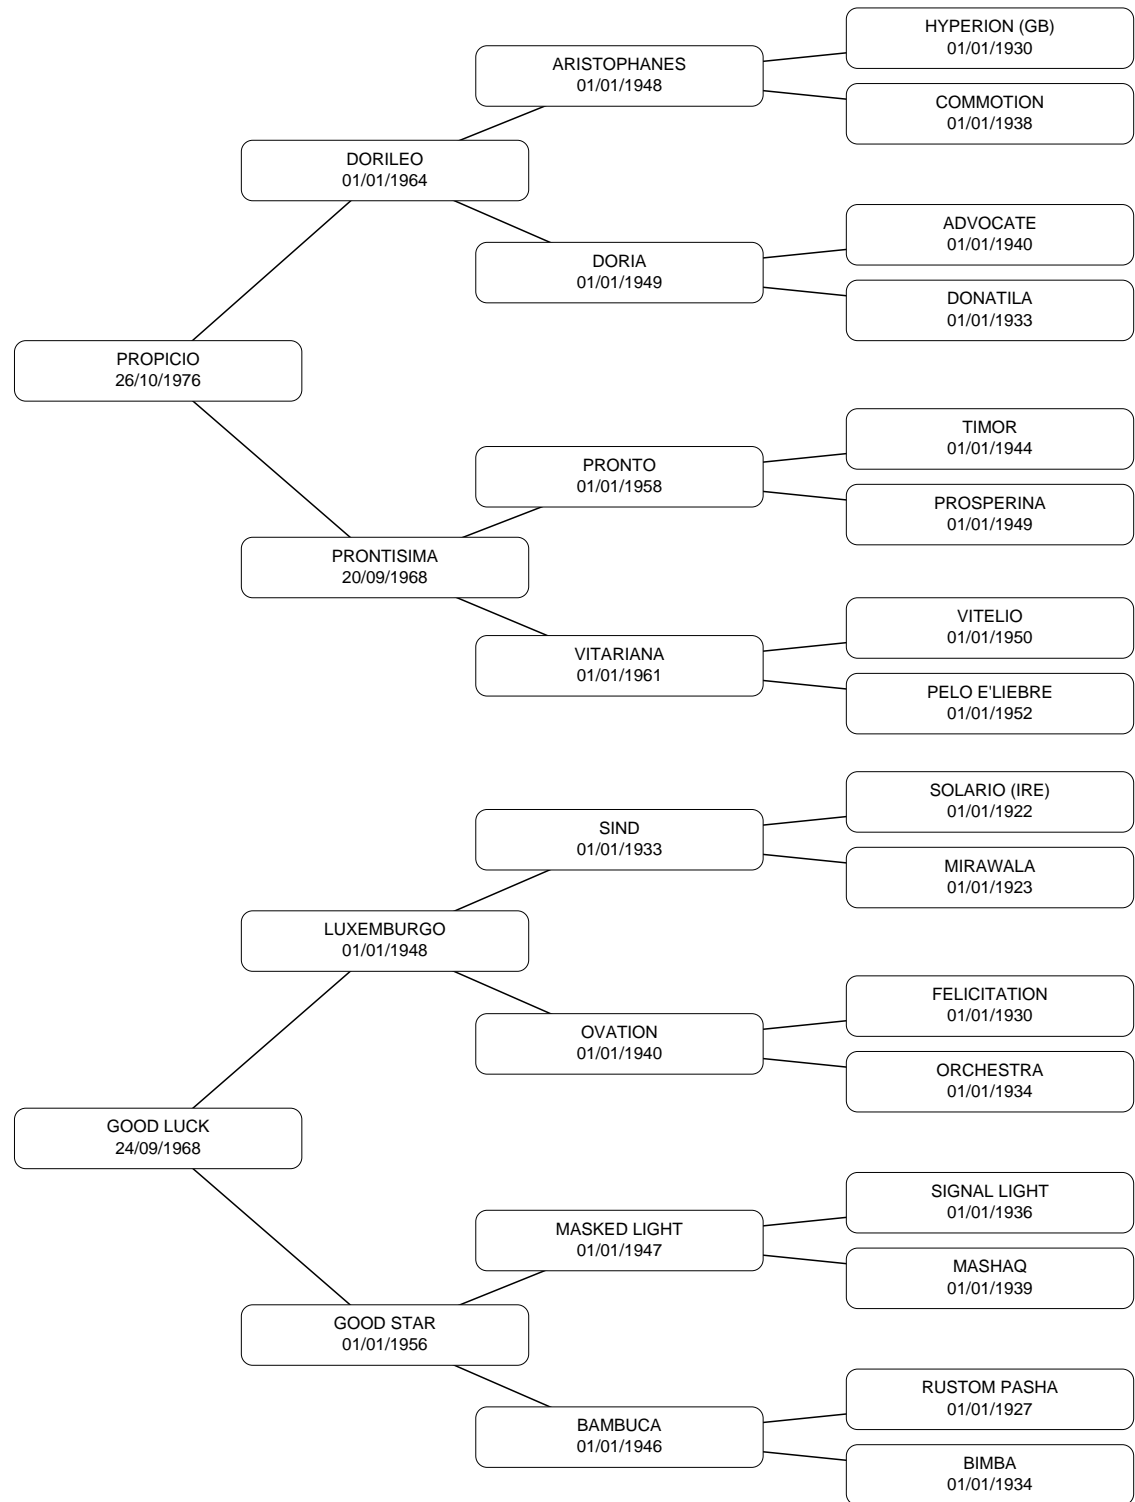 HYPERION (GB)
01/01/1930
ARISTOPHANES
01/01/1948
COMMOTION
01/01/1938
DORILEO
01/01/1964
ADVOCATE
01/01/1940
DORIA
01/01/1949
DONATILA
01/01/1933
PROPICIO
26/10/1976
TIMOR
01/01/1944
PRONTO
01/01/1958
PROSPERINA
01/01/1949
PRONTISIMA
20/09/1968
VITELIO
01/01/1950
VITARIANA
01/01/1961
PELO E'LIEBRE
01/01/1952
SOLARIO (IRE)
01/01/1922
SIND
01/01/1933
MIRAWALA
01/01/1923
LUXEMBURGO
01/01/1948
FELICITATION
01/01/1930
OVATION
01/01/1940
ORCHESTRA
01/01/1934
GOOD LUCK
24/09/1968
SIGNAL LIGHT
01/01/1936
MASKED LIGHT
01/01/1947
MASHAQ
01/01/1939
GOOD STAR
01/01/1956
RUSTOM PASHA
01/01/1927
BAMBUCA
01/01/1946
BIMBA
01/01/1934